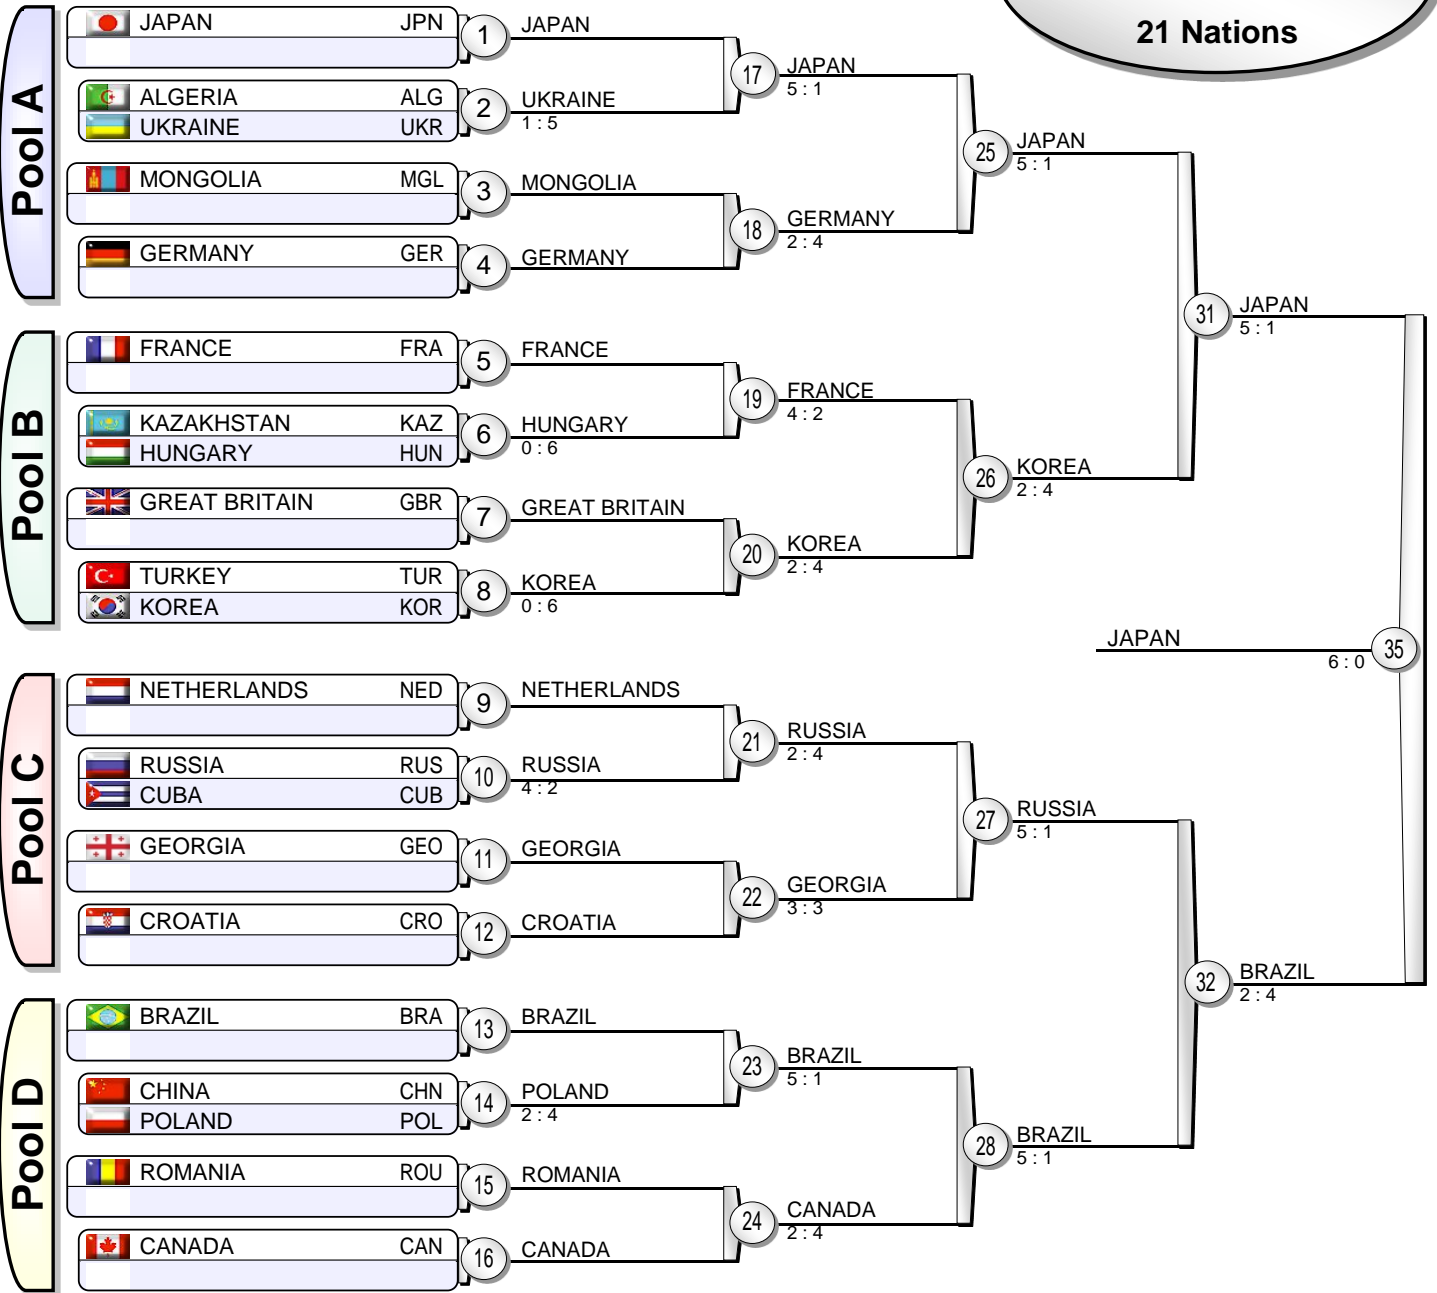 21 Nations
Pool A
JAPAN JPN
ALGERIA ALG
UKRAINE UKR
MONGOLIA MGL
GERMANY GER
1 JAPAN
2 UKRAINE
1 : 5
3 MONGOLIA
4 GERMANY
17 JAPAN
5 : 1
18 GERMANY
2 : 4
25 JAPAN
5 : 1
Pool B
FRANCE FRA
KAZAKHSTAN KAZ
HUNGARY HUN
GREAT BRITAIN GBR
TURKEY TUR
KOREA KOR
5 FRANCE
6 HUNGARY
0 : 6
7 GREAT BRITAIN
8 KOREA
0 : 6
19 FRANCE
4 : 2
20 KOREA
2 : 4
26 KOREA
2 : 4
31 JAPAN
5 : 1
JAPAN
6 : 0 35
Pool C
NETHERLANDS NED
RUSSIA RUS
CUBA CUB
GEORGIA GEO
CROATIA CRO
9 NETHERLANDS
10 RUSSIA
4 : 2
11 GEORGIA
12 CROATIA
21 RUSSIA
2 : 4
22 GEORGIA
3 : 3
27 RUSSIA
5 : 1
Pool D
BRAZIL BRA
CHINA CHN
POLAND POL
ROMANIA ROU
CANADA CAN
13 BRAZIL
14 POLAND
2 : 4
15 ROMANIA
16 CANADA
23 BRAZIL
5 : 1
24 CANADA
2 : 4
28 BRAZIL
5 : 1
32 BRAZIL
2 : 4